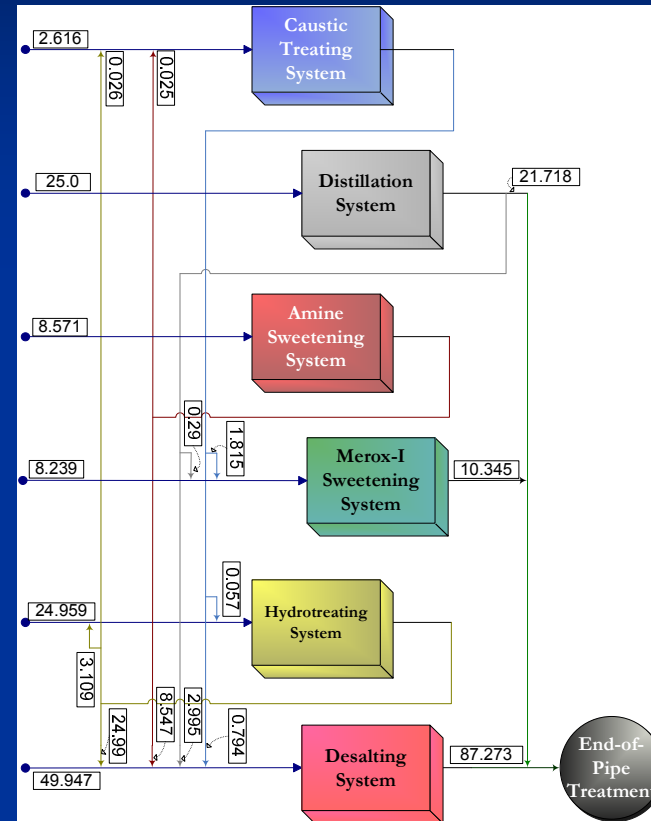 2.616
Caustic
Treating
System
0.026
0.025
25.0
Distillation
System
21.718
8.571
Amine
Sweetening
System
0.29
1.815
8.239
Merox-I
Sweetening
System
10.345
0.057
24.959
Hydrotreating
System
3.109
24.99
8.547
2.995
0.794
49.947
Desalting
System
87.273
End-of-
Pipe
Treatment